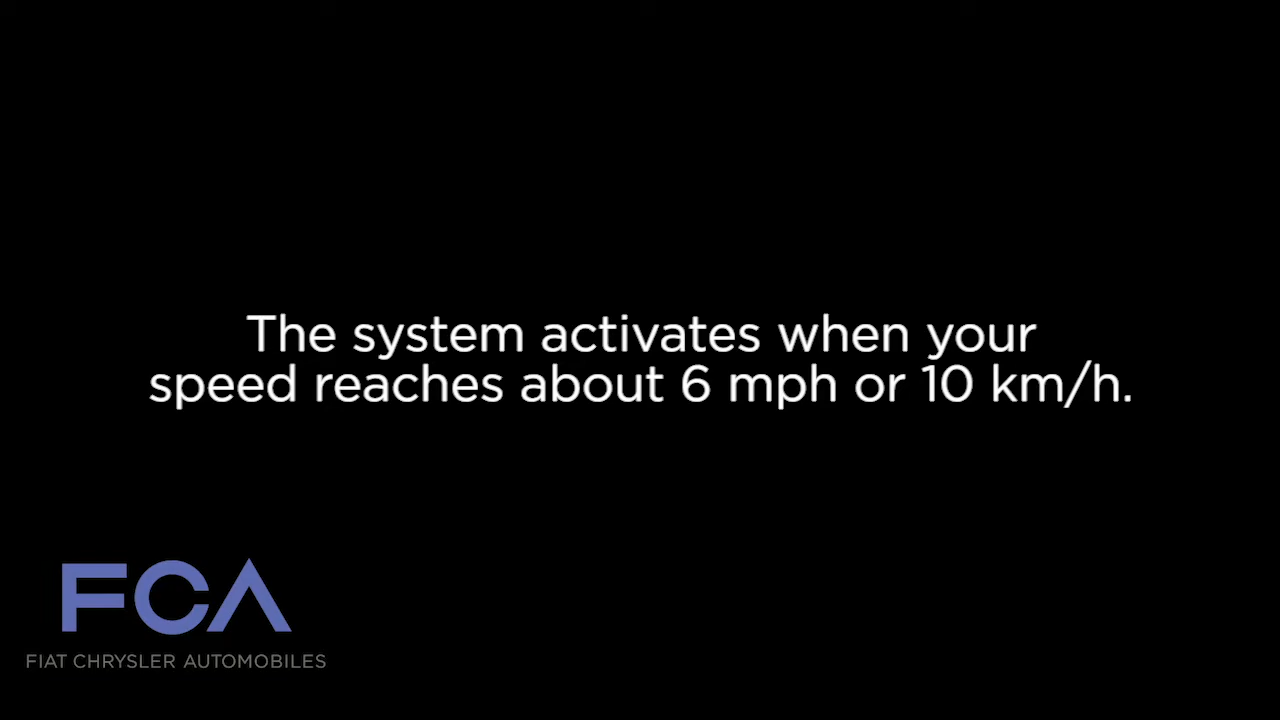 The system activates when your
speed reaches about 6 mph or 10 km/h.
FCA
FIAT CHRYSLER AUTOMOBILES